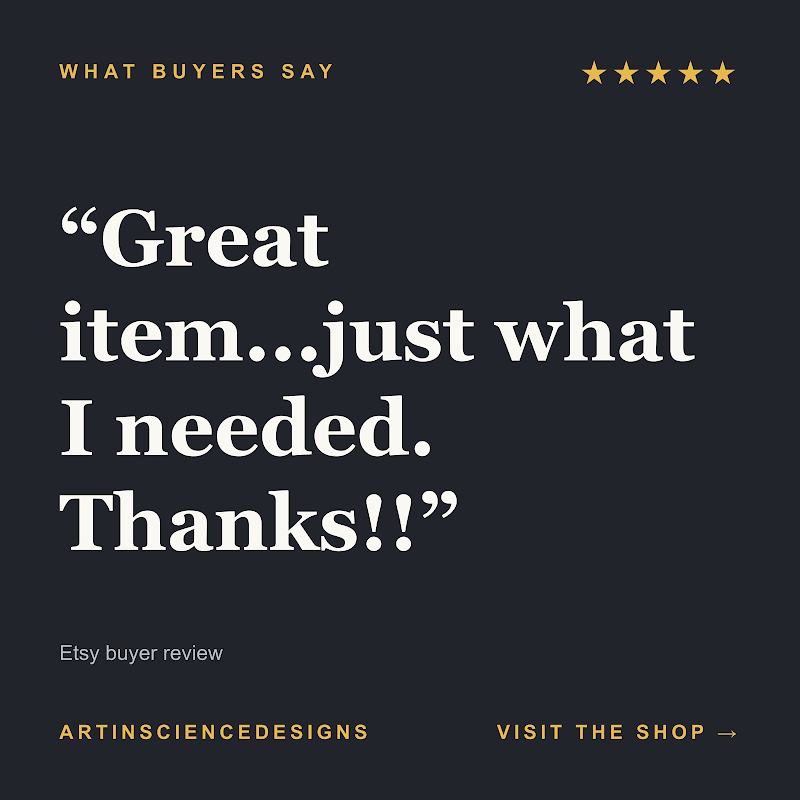 WHAT BUYERS SAY
★★★★★
“Great
item...just what
I needed.
Thanks!!”
Etsy buyer review
ARTINSCIENCEDESIGNS
VISIT THE SHOP →